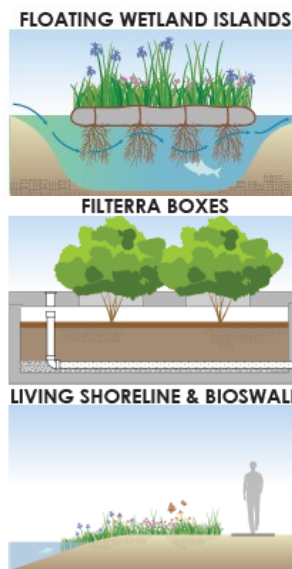 FLOATING WETLAND ISLANDS
FILTERRA BOXES
LIVING SHORELINE & BIOSWAL